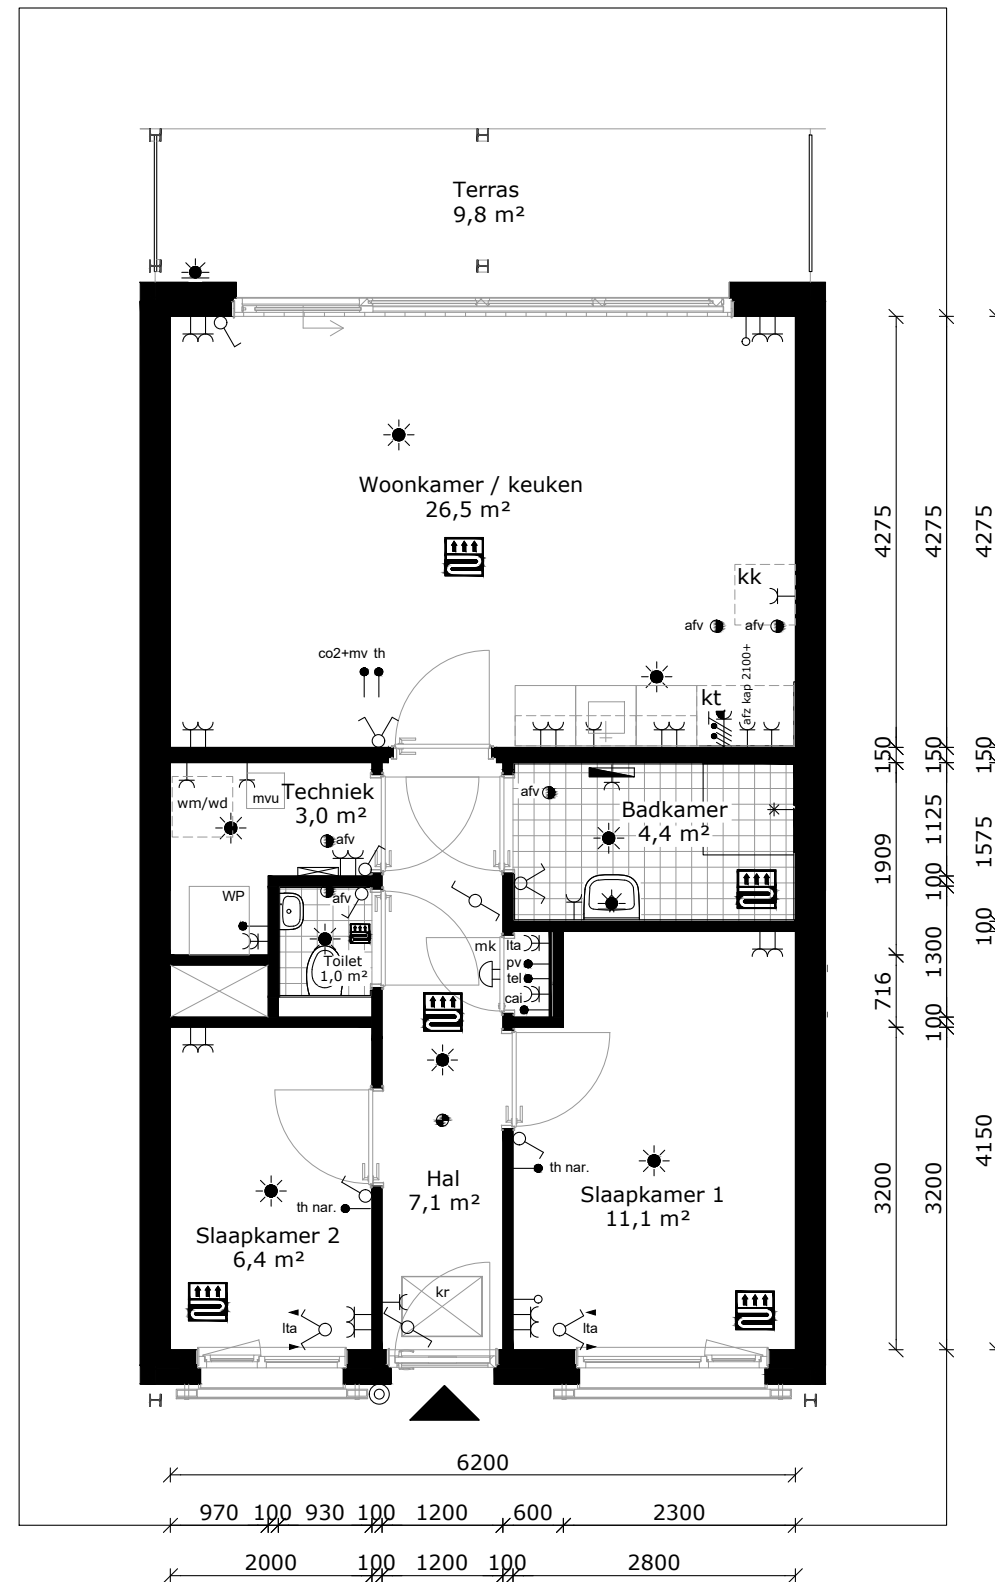 Terras
9,8 m²
Woonkamer / keuken
26,5 m²
kk
afv
afv
afz kap 2100+
kt
co2+mv th
wm/wd
mvu
Techniek
3,0 m²
afv
WP
afv
Toilet
1,0 m²
afv
Badkamer
4,4 m²
mk
lta
pv
tel
cai
th nar.
Slaapkamer 1
11,1 m²
Hal
7,1 m²
th nar.
Slaapkamer 2
6,4 m²
lta
kr
lta
4275
150
1909
716
3200
4275
150
1125
100
1300
100
3200
4275
150
1575
100
4150
6200
970 100 930 100 1200 600 2300
2000 100 1200 100 2800